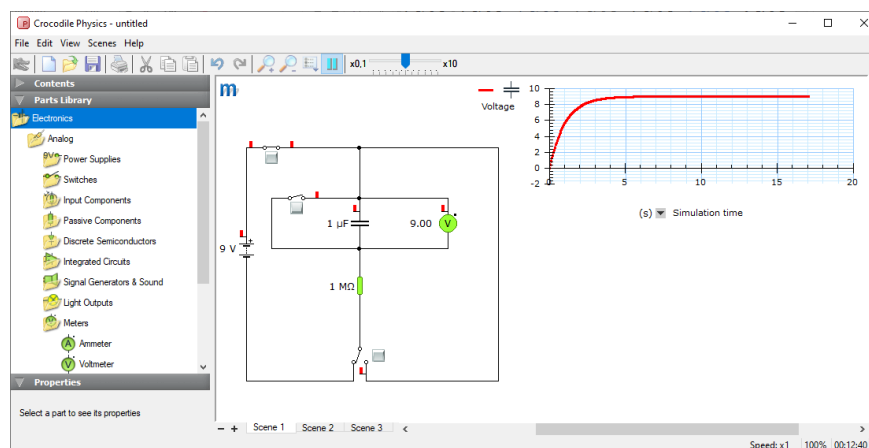 Crocodile Physics - untitled
File Edit View Scenes Help
x0,1 x10
Contents
Parts Library
Electronics
Analog
9V Power Supplies
Switches
Input Components
Passive Components
Discrete Semiconductors
Integrated Circuits
Signal Generators & Sound
Light Outputs
Meters
A Ammeter
V Voltmeter
Properties
Select a part to see its properties
m
Voltage
10
8
6
4
2
0
-2
0 5 10 15 20
(s) Simulation time
1 µF 9.00 V
9 V
1 MΩ
- + Scene 1 Scene 2 Scene 3
Speed: x1 100% 00:12:40